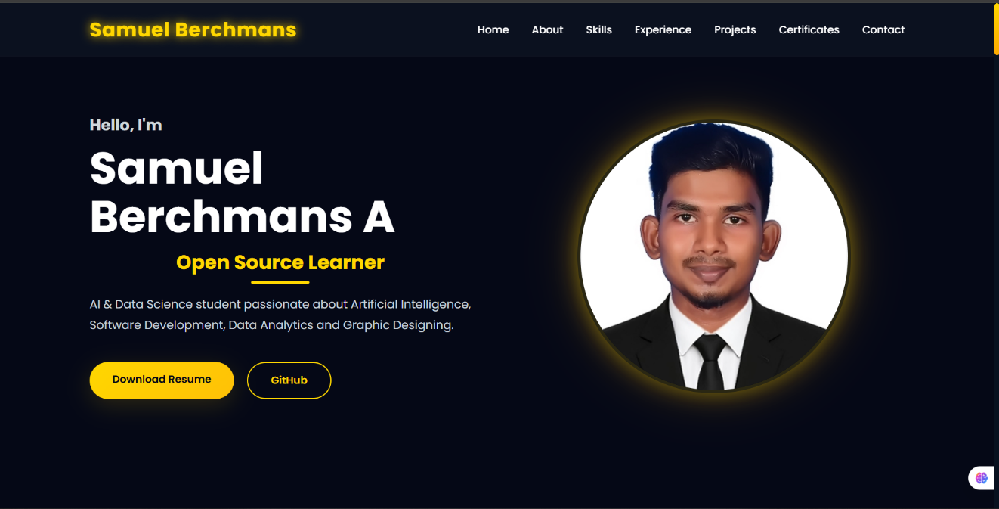 Samuel Berchmans
Home About Skills Experience Projects Certificates Contact
Hello, I'm
Samuel
Berchmans A
Open Source Learner
AI & Data Science student passionate about Artificial Intelligence,
Software Development, Data Analytics and Graphic Designing.
Download Resume
GitHub